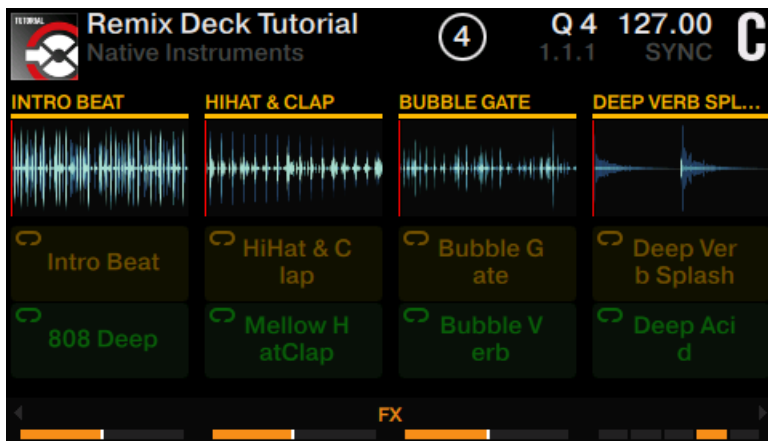 TUTORIAL
Remix Deck Tutorial
Native Instruments
4
Q 4 127.00
1.1.1 SYNC
C
INTRO BEAT HIHAT & CLAP BUBBLE GATE DEEP VERB SPL...
Intro Beat
HiHat & C
lap
Bubble G
ate
Deep Ver
b Splash
808 Deep
Mellow H
atClap
Bubble V
erb
Deep Aci
d
FX